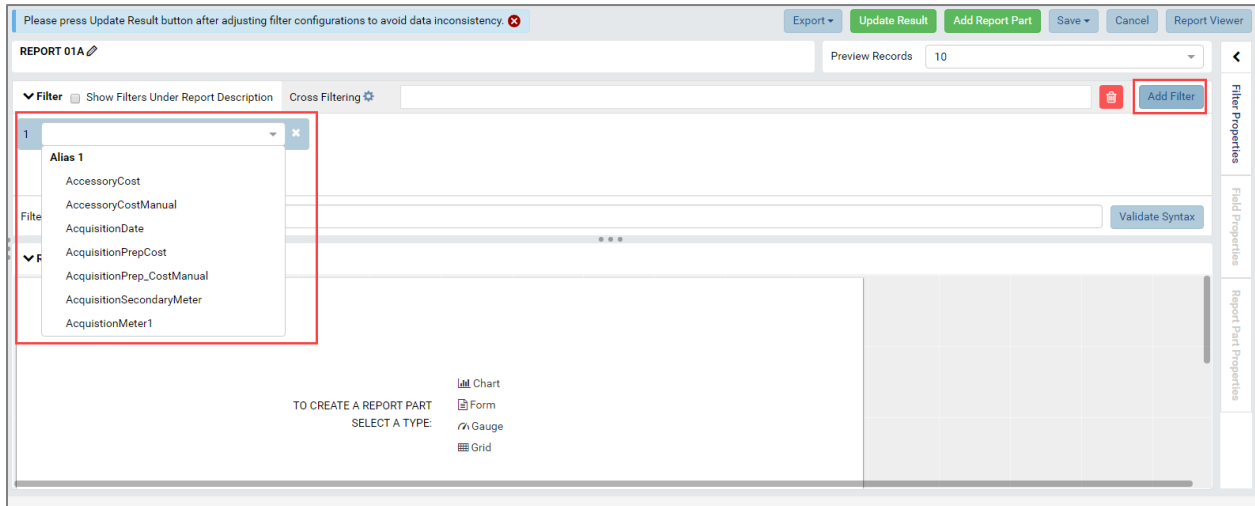 Please press Update Result button after adjusting filter configurations to avoid data inconsistency.
Export
Update Result
Add Report Part
Save
Cancel
Report Viewer
REPORT 01A
Preview Records
10
Filter
Show Filters Under Report Description
Cross Filtering
Add Filter
1
Alias 1
AccessoryCost
AccessoryCostManual
AcquisitionDate
AcquisitionPrepCost
AcquisitionPrep_CostManual
AcquisitionSecondaryMeter
AcquistionMeter1
Filte
Validate Syntax
R
TO CREATE A REPORT PART
SELECT A TYPE:
Chart
Form
Gauge
Grid
Filter Properties
Field Properties
Report Part Properties